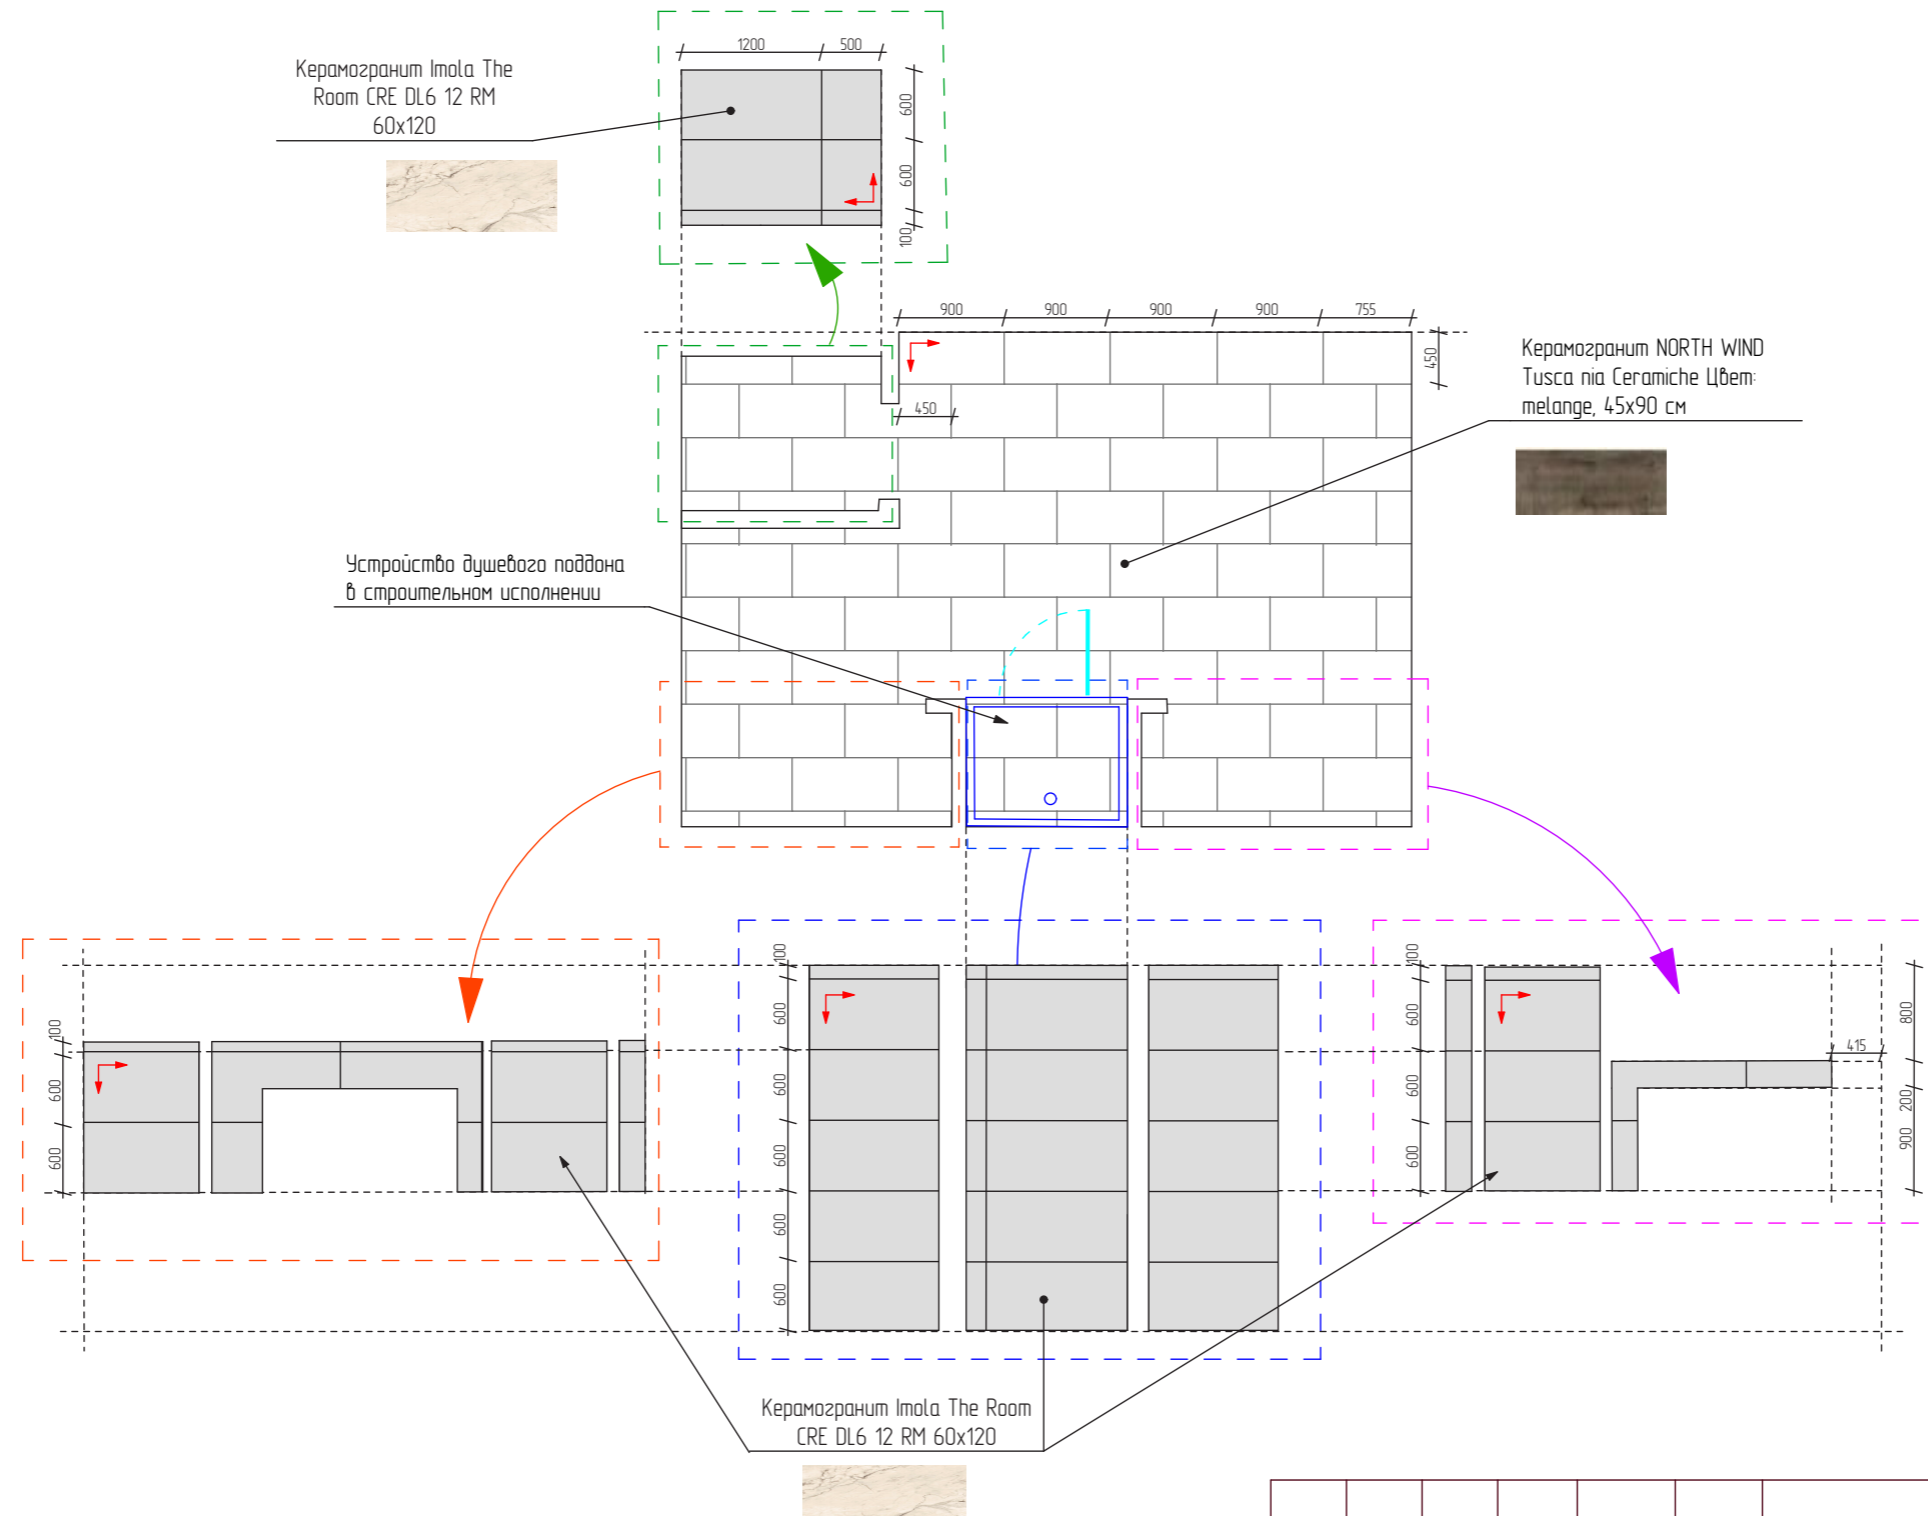 1200 500
Керамогранит Imola The
Room CRE DL6 12 RM
60x120
600
600
100
900 900 900 900 755
450
450
Керамогранит NORTH WIND
Tusca nia Ceramiche Цвет:
melange, 45x90 см
Устройство душевого поддона
в строительном исполнении
100
600
600
100
600
600
600
600
600
100
600
600
800
415
200
900
Керамогранит Imola The Room
CRE DL6 12 RM 60x120